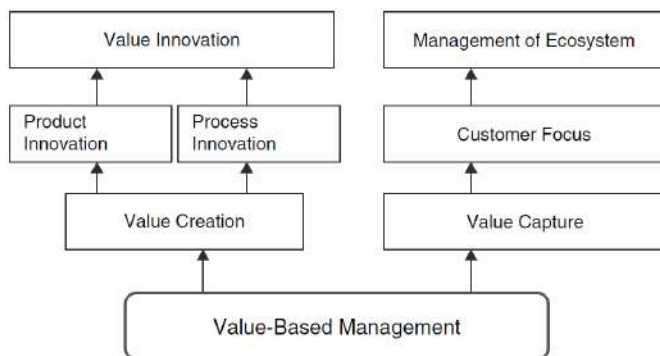 Value Innovation
Management of Ecosystem
Product
Innovation
Process
Innovation
Customer Focus
Value Creation
Value Capture
Value-Based Management